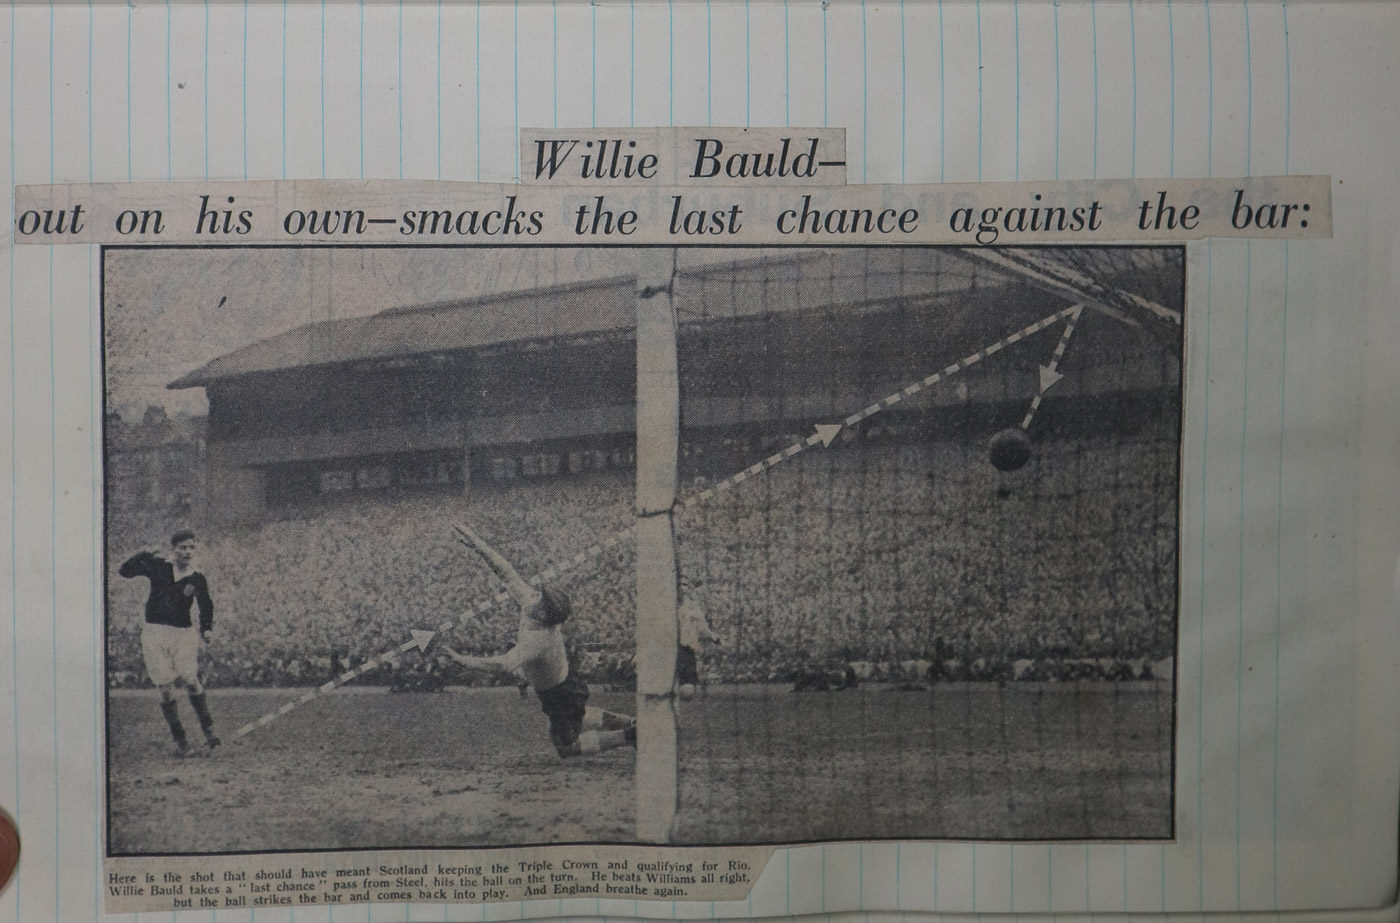 Willie Bauld—
out on his own—smacks the last chance against the bar:
Here is the shot that should have meant Scotland keeping the Triple Crown and qualifying for Rio.
Willie Bauld takes a " last chance " pass from Steel, hits the ball on the turn. He beats Williams all right,
but the ball strikes the bar and comes back into play. And England breathe again.